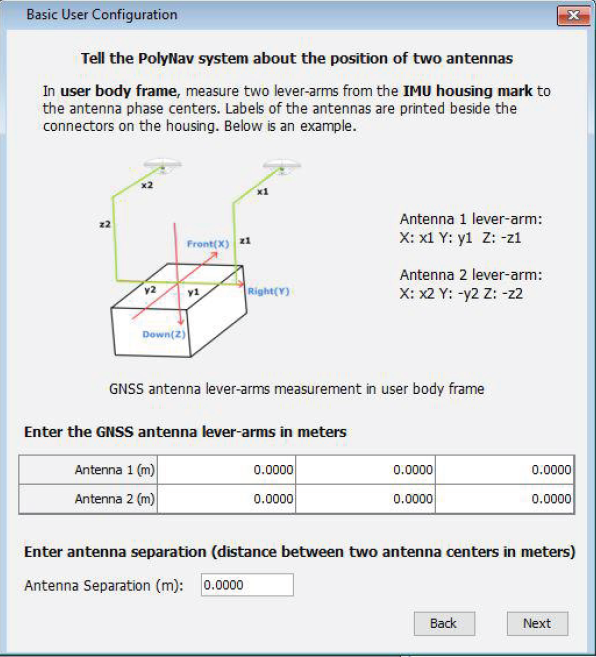 Basic User Configuration
Tell the PolyNav system about the position of two antennas
In user body frame, measure two lever-arms from the IMU housing mark to
the antenna phase centers. Labels of the antennas are printed beside the
connectors on the housing. Below is an example.
x2
x1
z2
Front(X)
z1
Antenna 1 lever-arm:
X: x1 Y: y1 Z: -z1
Antenna 2 lever-arm:
X: x2 Y: -y2 Z: -z2
y2
y1
Right(Y)
Down(Z)
GNSS antenna lever-arms measurement in user body frame
Enter the GNSS antenna lever-arms in meters
Antenna 1 (m) 0.0000 0.0000 0.0000
Antenna 2 (m) 0.0000 0.0000 0.0000
Enter antenna separation (distance between two antenna centers in meters)
Antenna Separation (m): 0.0000
Back Next